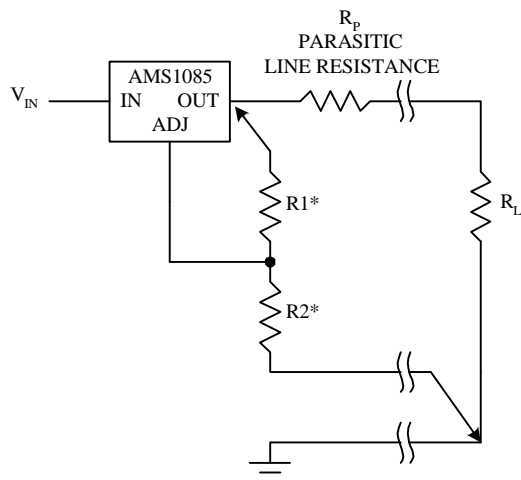 R_P
PARASITIC
LINE RESISTANCE
AMS1085
V_IN
IN OUT
ADJ
R1*
R_L
R2*